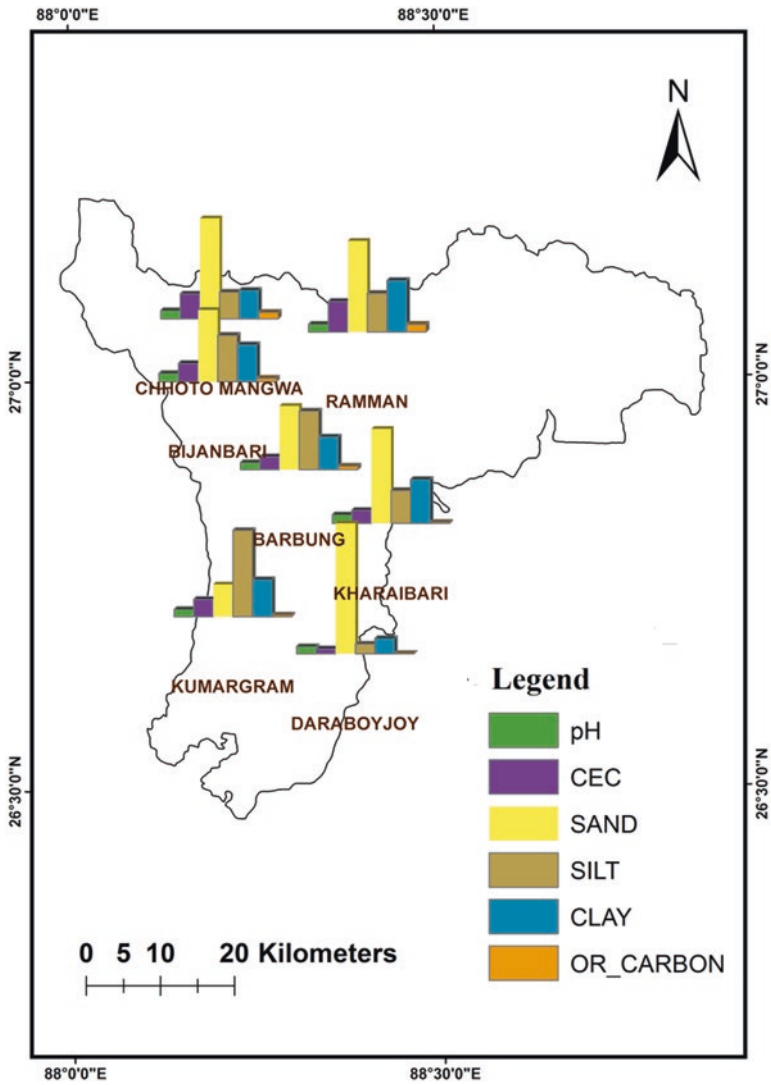 88°0'0"E 88°30'0"E
N
27°0'0"N 27°0'0"N
CHHOTO MANGWA
RAMMAN
BIJANBARI
BARBUNG
KHARAIBARI
KUMARGRAM
DARABOYJOY
Legend
pH
CEC
SAND
SILT
CLAY
OR_CARBON
26°30'0"N 26°30'0"N
0 5 10 20 Kilometers
88°0'0"E 88°30'0"E